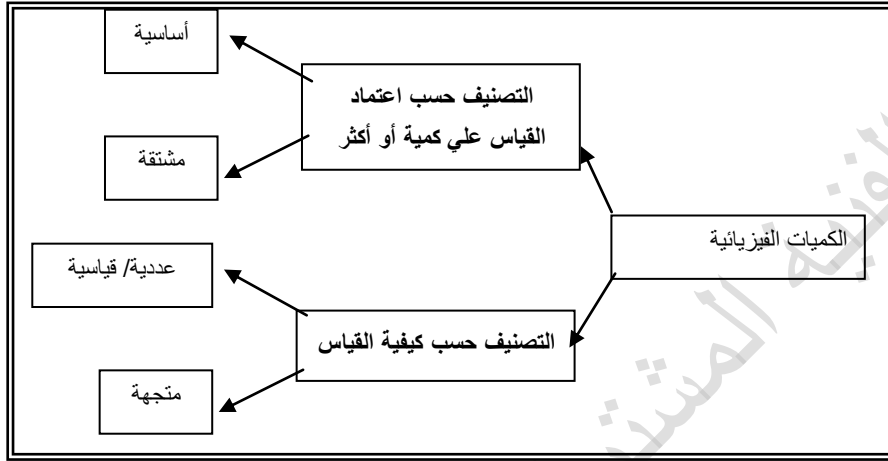 الكميات الفيزيائية
التصنيف حسب اعتماد
القياس علي كمية أو أكثر
أساسية
مشتقة
التصنيف حسب كيفية القياس
عددية/ قياسية
متجهة